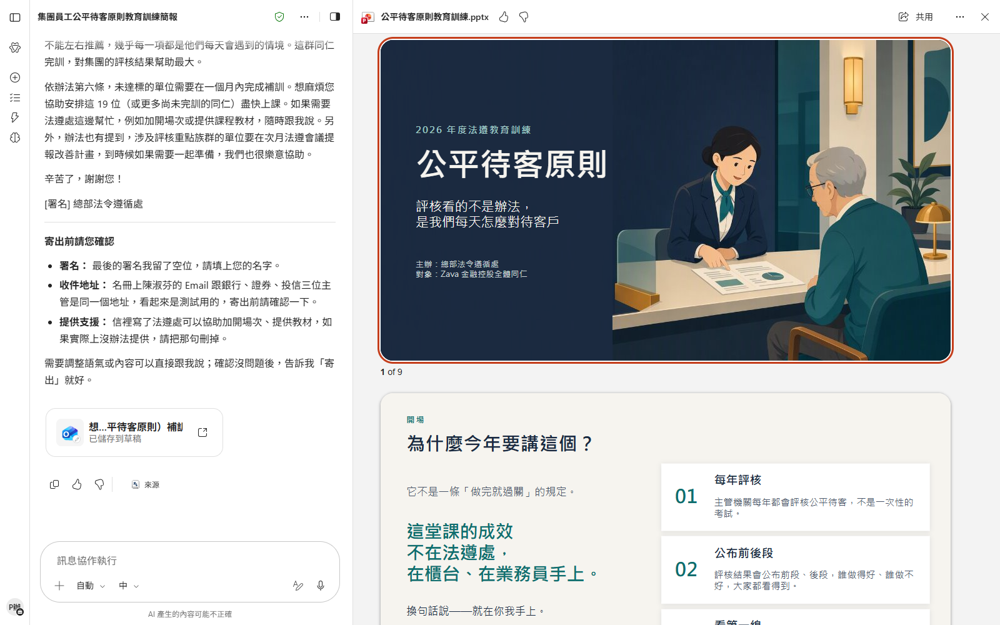 集團員工公平待客原則教育訓練簡報
不能左右推薦，幾乎每一項都是他們每天會遇到的情境。這群同仁
完訓，對集團的評核結果幫助最大。
依辦法第六條，未達標的單位需要在一個月內完成補訓。想麻煩您
協助安排這 19 位（或更多尚未完訓的同仁）盡快上課。如果需要
法遵處這邊幫忙，例如加開場次或提供課程教材，隨時跟我說。另
外，辦法也有提到，涉及評核重點族群的單位要在次月法遵會議提
報改善計畫，到時候如果需要一起準備，我們也很樂意協助。
辛苦了，謝謝您！
[署名] 總部法令遵循處
寄出前請您確認
• 署名： 最後的署名我留了空位，請填上您的名字。
• 收件地址： 名冊上陳淑芬的 Email 跟銀行、證券、投信三位主
管是同一個地址，看起來是測試用的，寄出前請確認一下。
• 提供支援： 信裡寫了法遵處可以協助加開場次、提供教材，如
果實際上沒辦法提供，請把那句刪掉。
需要調整語氣或內容可以直接跟我說；確認沒問題後，告訴我「寄
出」就好。
想...平待客原則）補訓
已儲存到草稿
來源
訊息協作執行
自動
中
AI 產生的內容可能不正確
公平待客原則教育訓練.pptx
共用
2026 年度法遵教育訓練
公平待客原則
評核看的不是辦法，
是我們每天怎麼對待客戶
主辦：總部法令遵循處
對象：Zava 金融控股全體同仁
1 of 9
開場
為什麼今年要講這個？
它不是一條「做完就過關」的規定。
這堂課的成效
不在法遵處，
在櫃台、在業務員手上。
換句話說——就在你我手上。
01
每年評核
主管機關每年都會評核公平待客，不是一次性的
考試。
02
公布前後段
評核結果會公布前段、後段，誰做得好、誰做不
好，大家都看得到。